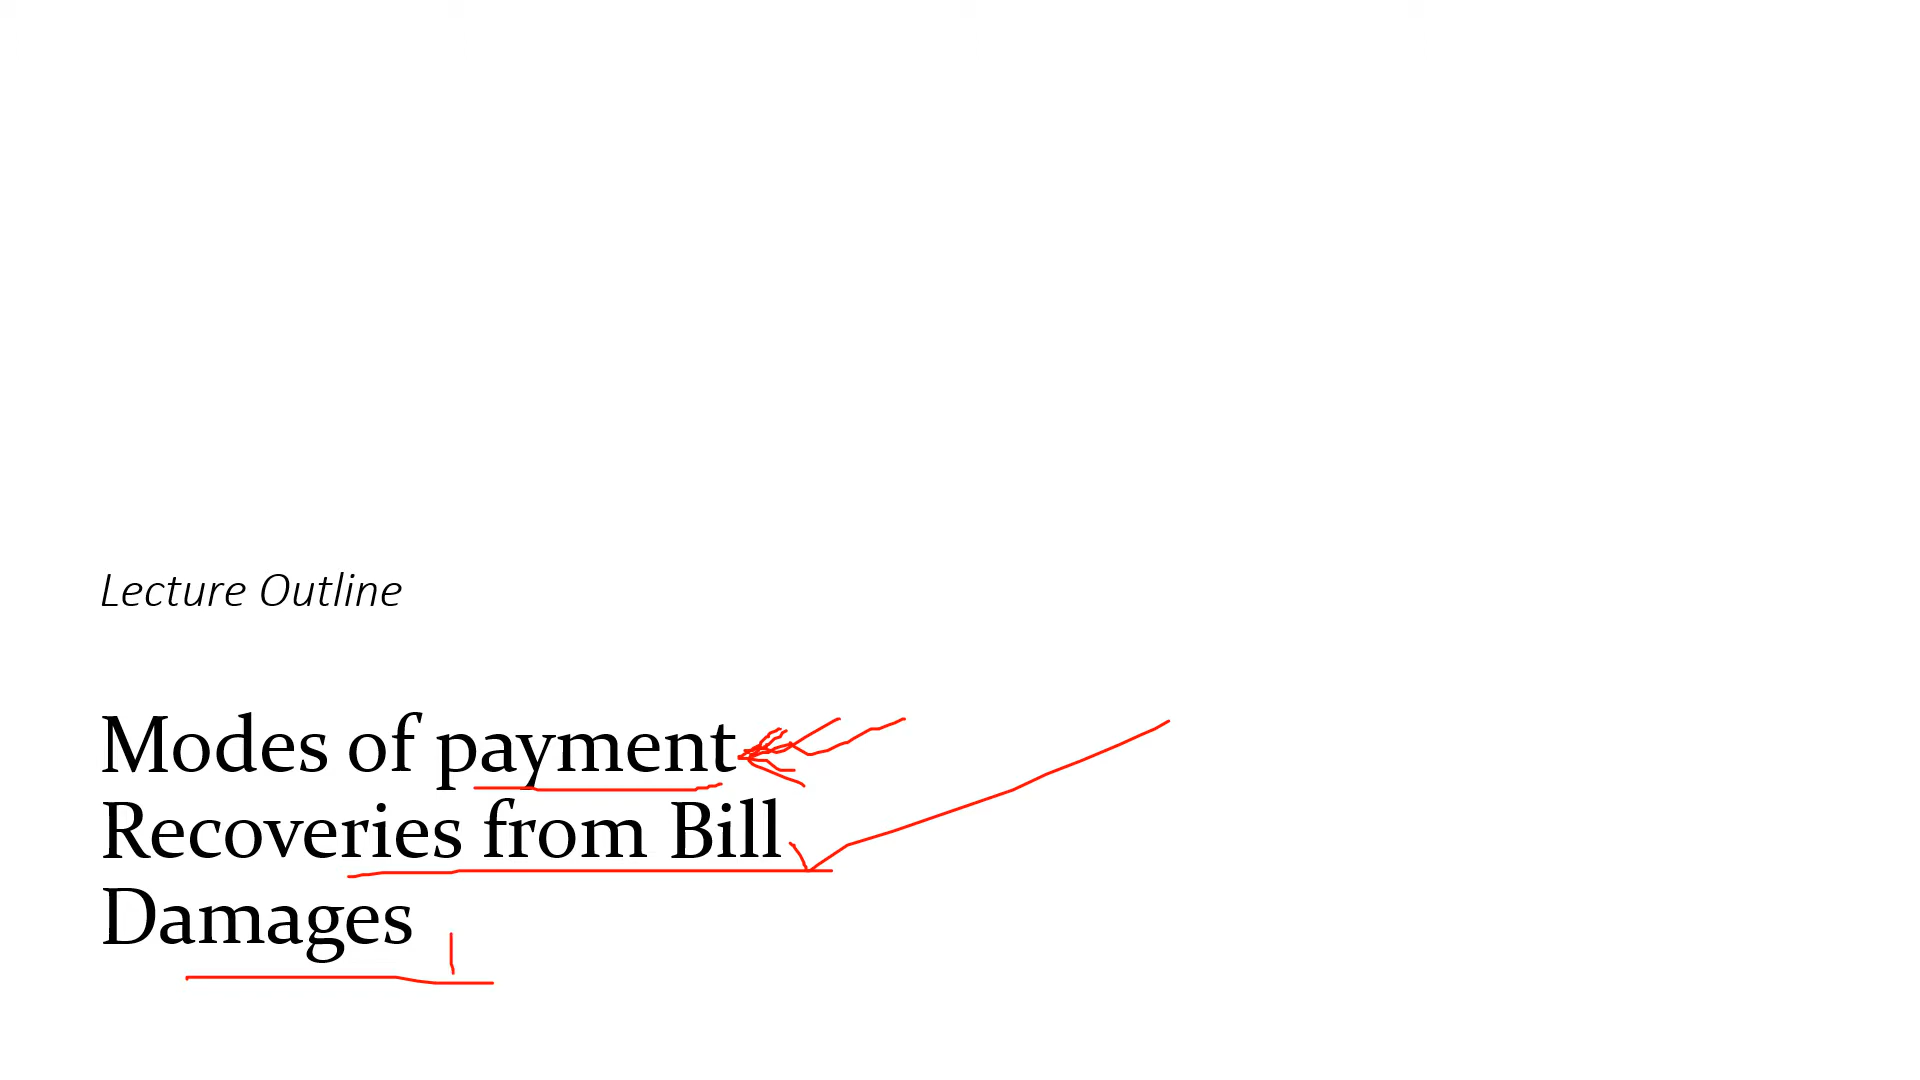 Lecture Outline
Modes of payment
Recoveries from Bill
Damages